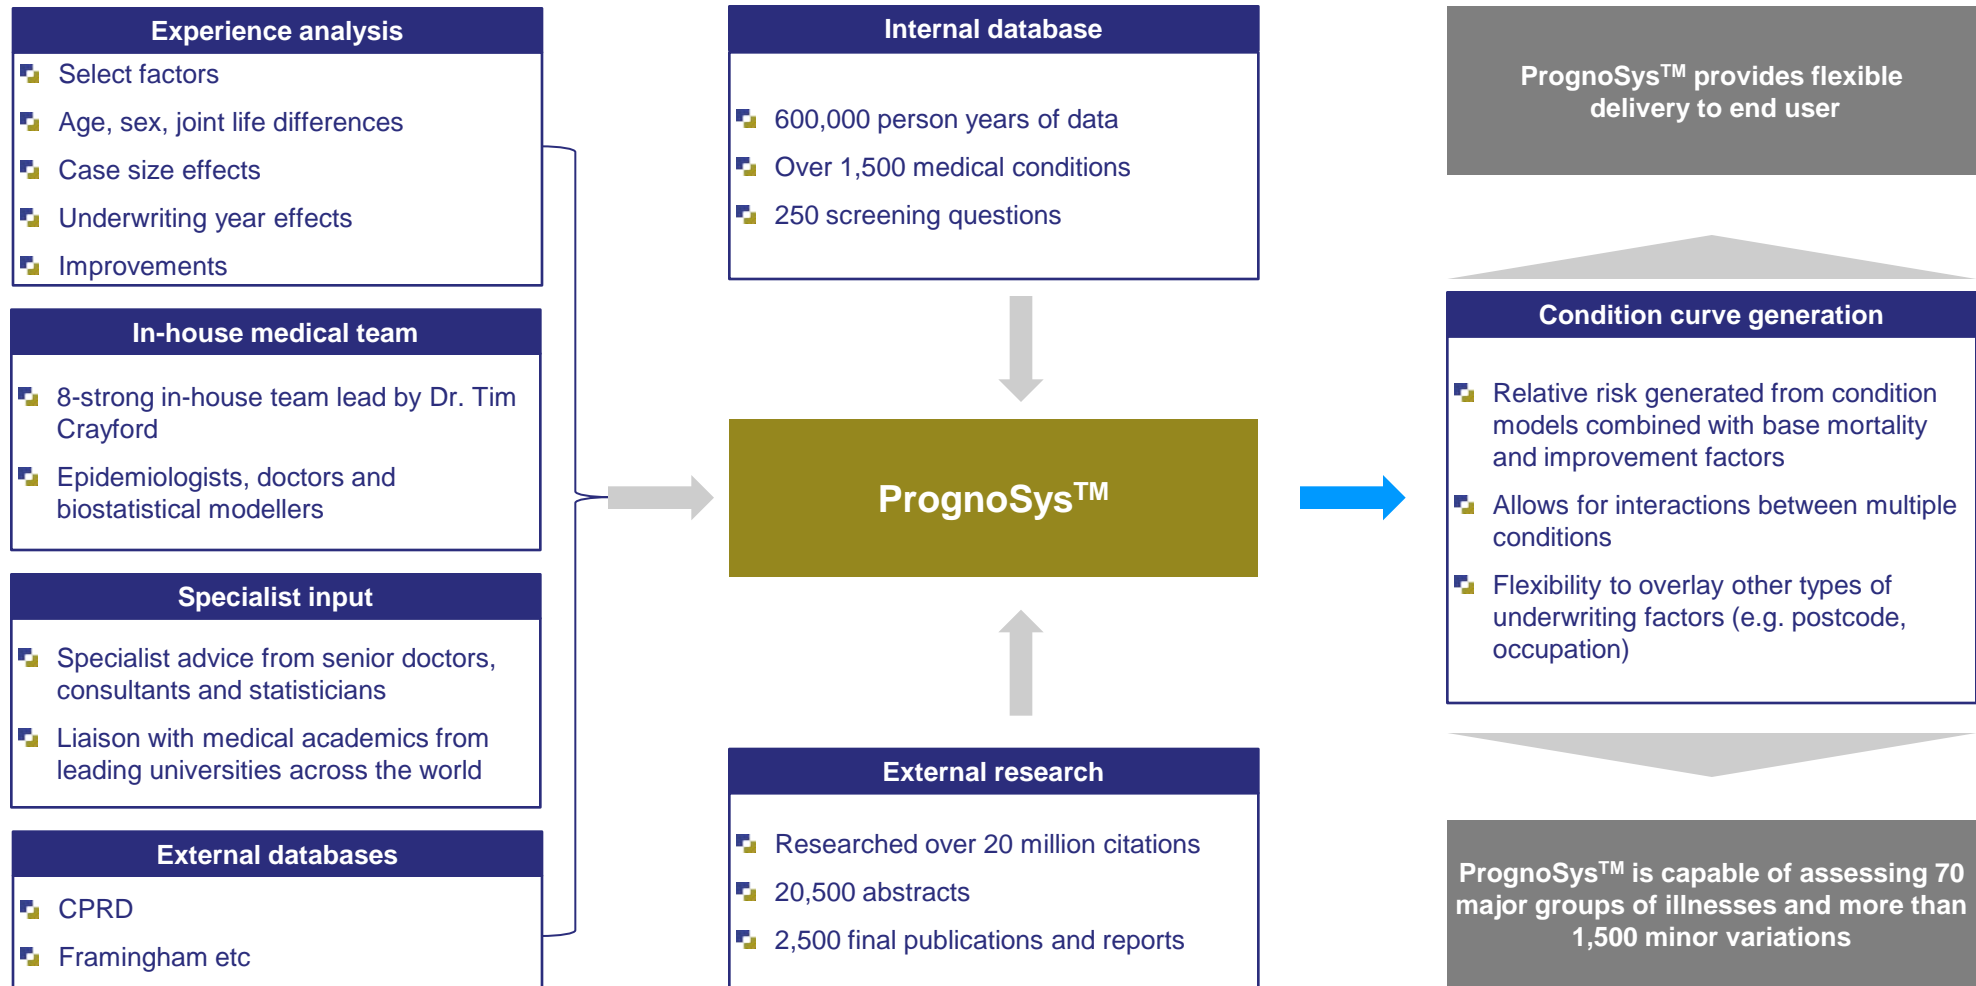 Experience analysis
Select factors
Age, sex, joint life differences
Case size effects
Underwriting year effects
Improvements
In-house medical team
8-strong in-house team lead by Dr. Tim
Crayford
Epidemiologists, doctors and
biostatistical modellers
Specialist input
Specialist advice from senior doctors,
consultants and statisticians
Liaison with medical academics from
leading universities across the world
External databases
CPRD
Framingham etc
Internal database
600,000 person years of data
Over 1,500 medical conditions
250 screening questions
PrognoSys™
External research
Researched over 20 million citations
20,500 abstracts
2,500 final publications and reports
PrognoSys™ provides flexible
delivery to end user
Condition curve generation
Relative risk generated from condition
models combined with base mortality
and improvement factors
Allows for interactions between multiple
conditions
Flexibility to overlay other types of
underwriting factors (e.g. postcode,
occupation)
PrognoSys™ is capable of assessing 70
major groups of illnesses and more than
1,500 minor variations